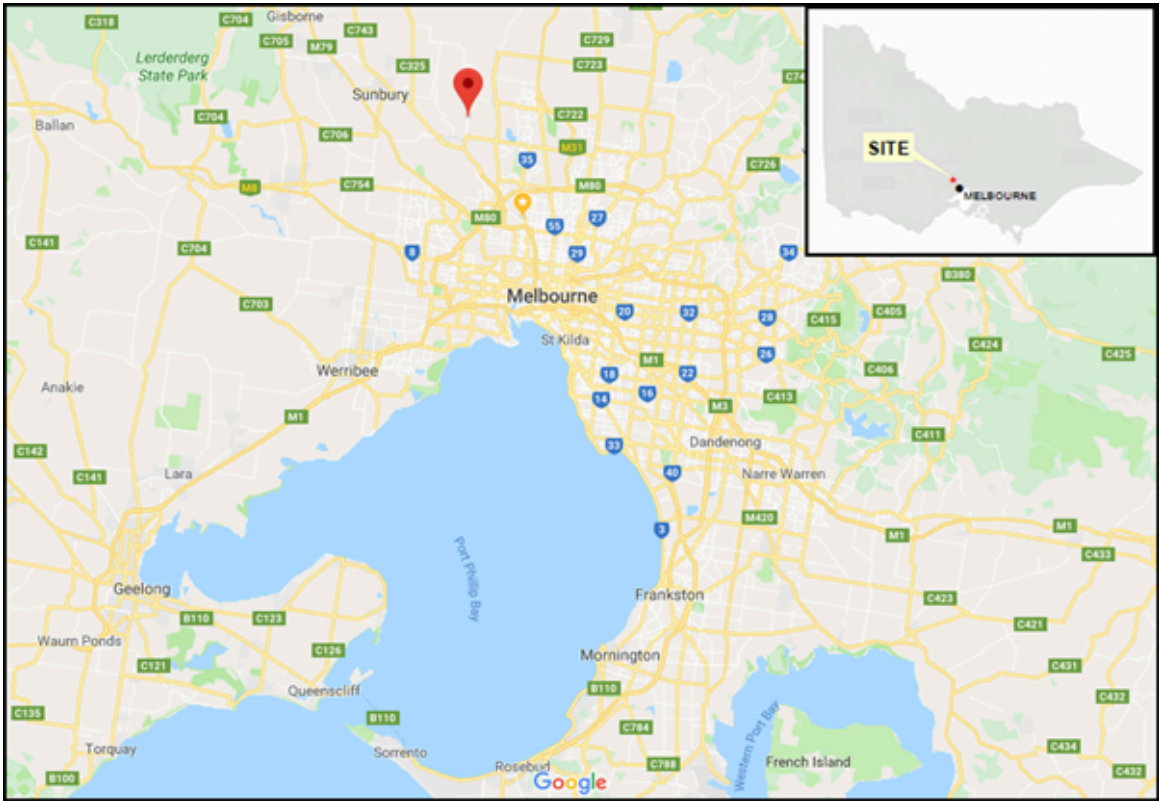 C318
C704
Gisborne
C743
C705
M79
C729
C723
C74
Lerderderg
State Park
C325
Sunbury
C704
C722
Ballan
C706
M31
35
C726
M8
C754
M80
M80
55
27
C141
C704
8
29
34
SITE
MELBOURNE
B380
C703
Melbourne
20
32
28
C415
C405
St Kilda
M1
26
C424
C425
Werribee
18
22
C406
Anakie
14
16
C413
M1
M3
C411
C142
33
Dandenong
C141
Lara
40
Narre Warren
M420
3
M1
M1
C433
Port Phillip Bay
Geelong
Frankston
C423
B110
C123
C421
Waurn Ponds
C126
Mornington
C121
C431
Queenscliff
B110
C432
C135
B110
C784
Western Port Bay
Torquay
Sorrento
C434
B100
Rosebud
C788
French Island
C432
Google